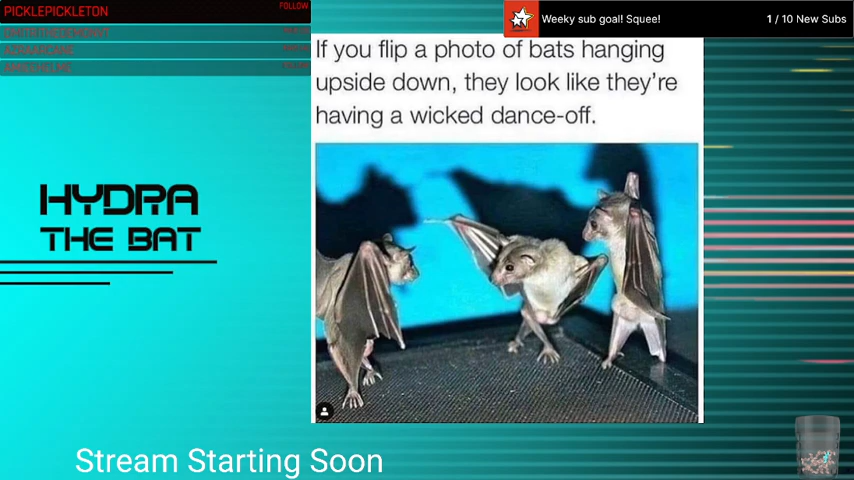 PICKLEPICKLETON
FOLLOW
Weeky sub goal! Squee!
1 / 10 New Subs
If you flip a photo of bats hanging
upside down, they look like they're
having a wicked dance-off.
HYDRA
THE BAT
Stream Starting Soon